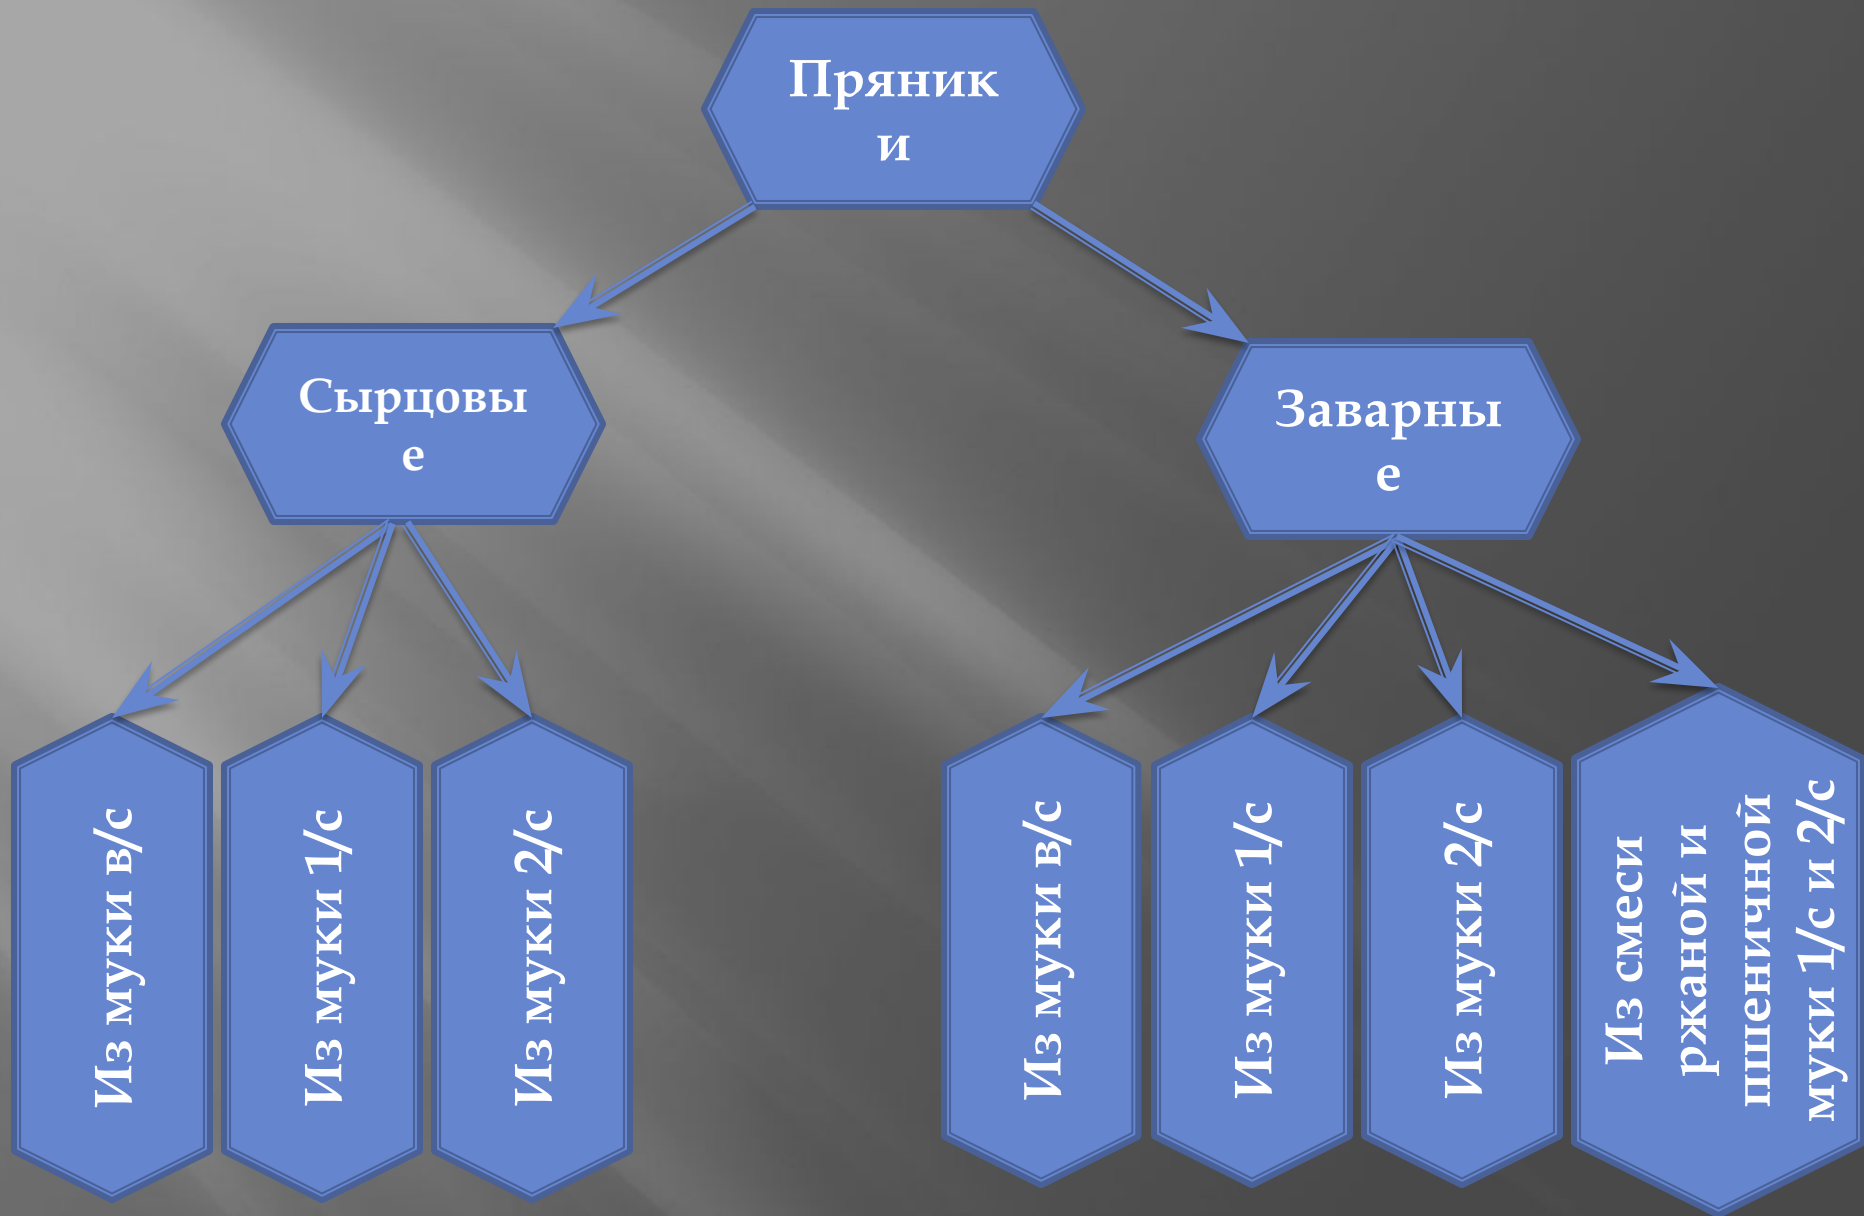 Пряник
и
Сырцовы
е
Заварны
е
Из муки в/с
Из муки 1/с
Из муки 2/с
Из муки в/с
Из муки 1/с
Из муки 2/с
Из смеси
ржаной и
пшеничной
муки 1/с и 2/с